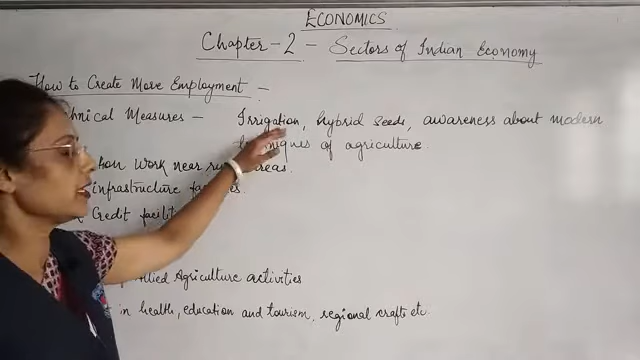 ECONOMICS
Chapter-2 - Sectors of Indian Economy
How to Create More Employment -
Measures - Irrigation, hybrid seeds, awareness about modern
techniques of agriculture.
work near areas.
infrastructure
Credit
Allied Agriculture activities
in health, education and tourism, regional crafts etc.